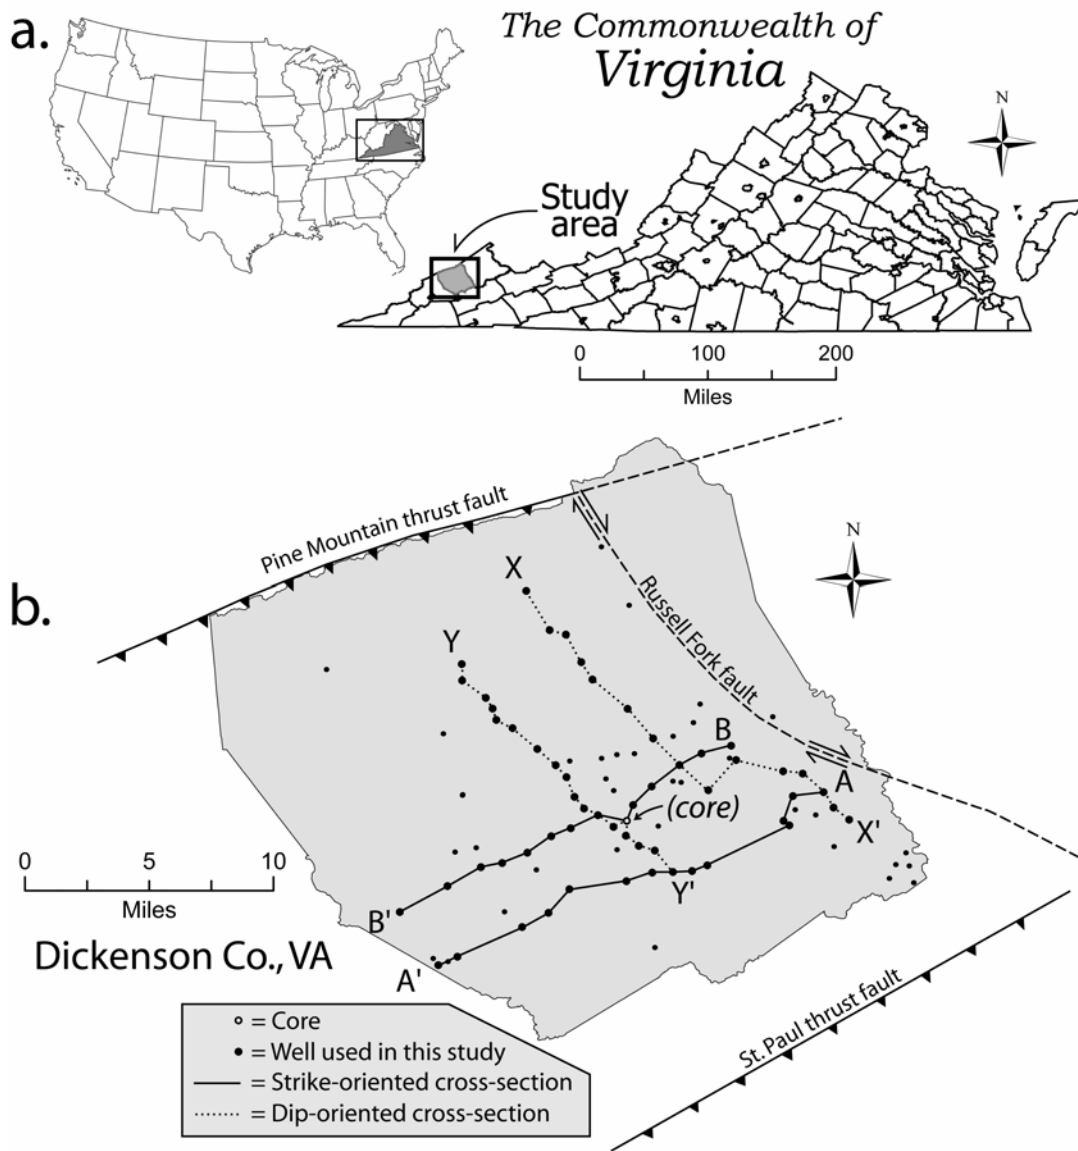 a.
The Commonwealth of
Virginia
N
Study
area
0 100 200
Miles
b.
Pine Mountain thrust fault
N
X
Russell Fork fault
Y
B
A
(core)
X'
0 5 10
Miles
Y'
B'
Dickenson Co., VA
A'
St. Paul thrust fault
= Core
= Well used in this study
= Strike-oriented cross-section
= Dip-oriented cross-section